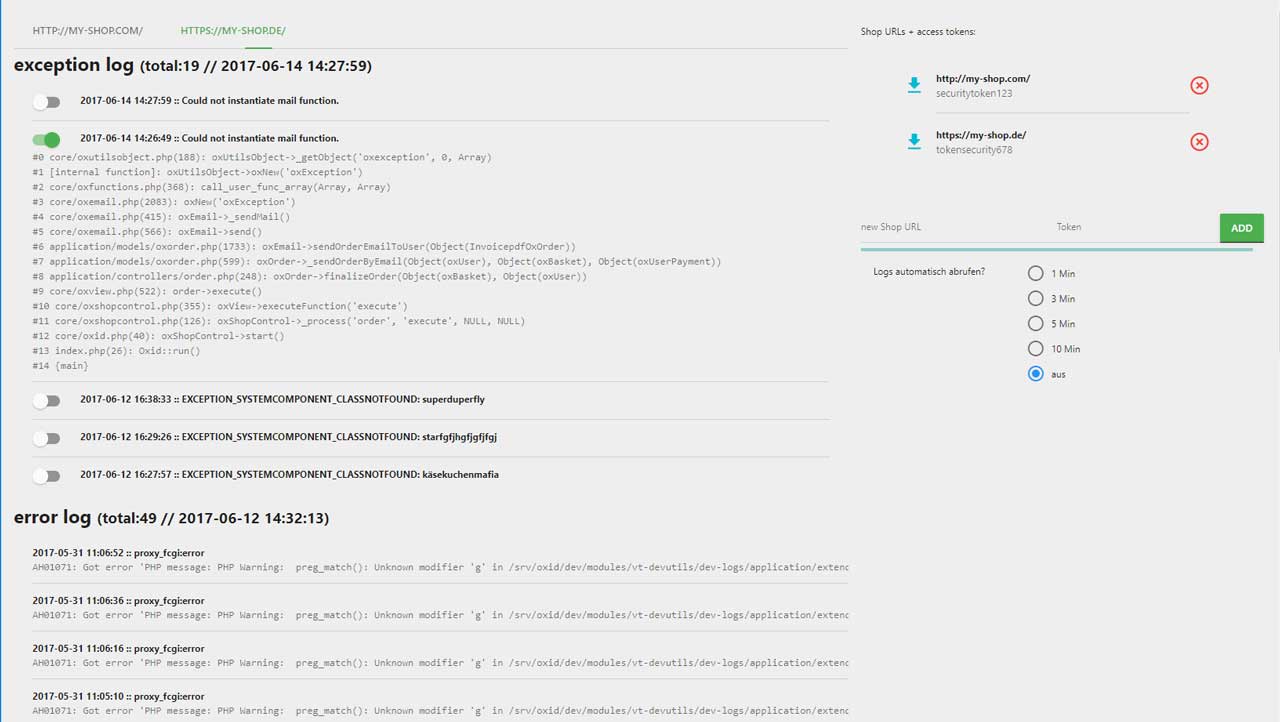 HTTP://MY-SHOP.COM/ HTTPS://MY-SHOP.DE/
exception log (total:19 // 2017-06-14 14:27:59)
2017-06-14 14:27:59 :: Could not instantiate mail function.
2017-06-14 14:26:49 :: Could not instantiate mail function.
#0 core/oxutilsobject.php(188): oxUtilsObject->_getObject('oxexception', 0, Array)
#1 [internal function]: oxUtilsObject->oxNew('oxException')
#2 core/oxfunctions.php(368): call_user_func_array(Array, Array)
#3 core/oxemail.php(2083): oxNew('oxException')
#4 core/oxemail.php(415): oxEmail->_sendMail()
#5 core/oxemail.php(566): oxEmail->send()
#6 application/models/oxorder.php(1733): oxEmail->sendOrderEmailToUser(Object(InvoicepdfOxOrder))
#7 application/models/oxorder.php(599): oxOrder->_sendOrderByEmail(Object(oxUser), Object(oxBasket), Object(oxUserPayment))
#8 application/controllers/order.php(248): oxOrder->finalizeOrder(Object(oxBasket), Object(oxUser))
#9 core/oxview.php(522): order->execute()
#10 core/oxshopcontrol.php(355): oxView->executeFunction('execute')
#11 core/oxshopcontrol.php(126): oxShopControl->_process('order', 'execute', NULL, NULL)
#12 core/oxid.php(40): oxShopControl->start()
#13 index.php(26): Oxid::run()
#14 {main}
2017-06-12 16:38:33 :: EXCEPTION_SYSTEMCOMPONENT_CLASSNOTFOUND: superduperfly
2017-06-12 16:29:26 :: EXCEPTION_SYSTEMCOMPONENT_CLASSNOTFOUND: starfgfjhgfjgfjfgj
2017-06-12 16:27:57 :: EXCEPTION_SYSTEMCOMPONENT_CLASSNOTFOUND: käsekuchenmafia
error log (total:49 // 2017-06-12 14:32:13)
2017-05-31 11:06:52 :: proxy_fcgi:error
AH01071: Got error 'PHP message: PHP Warning:  preg_match(): Unknown modifier 'g' in /srv/oxid/dev/modules/vt-devutils/dev-logs/application/extend
2017-05-31 11:06:36 :: proxy_fcgi:error
AH01071: Got error 'PHP message: PHP Warning:  preg_match(): Unknown modifier 'g' in /srv/oxid/dev/modules/vt-devutils/dev-logs/application/extend
2017-05-31 11:06:16 :: proxy_fcgi:error
AH01071: Got error 'PHP message: PHP Warning:  preg_match(): Unknown modifier 'g' in /srv/oxid/dev/modules/vt-devutils/dev-logs/application/extend
2017-05-31 11:05:10 :: proxy_fcgi:error
AH01071: Got error 'PHP message: PHP Warning:  preg_match(): Unknown modifier 'g' in /srv/oxid/dev/modules/vt-devutils/dev-logs/application/extend
Shop URLs + access tokens:
http://my-shop.com/
securitytoken123
https://my-shop.de/
tokensecurity678
new Shop URL Token ADD
Logs automatisch abrufen?
1 Min
3 Min
5 Min
10 Min
aus